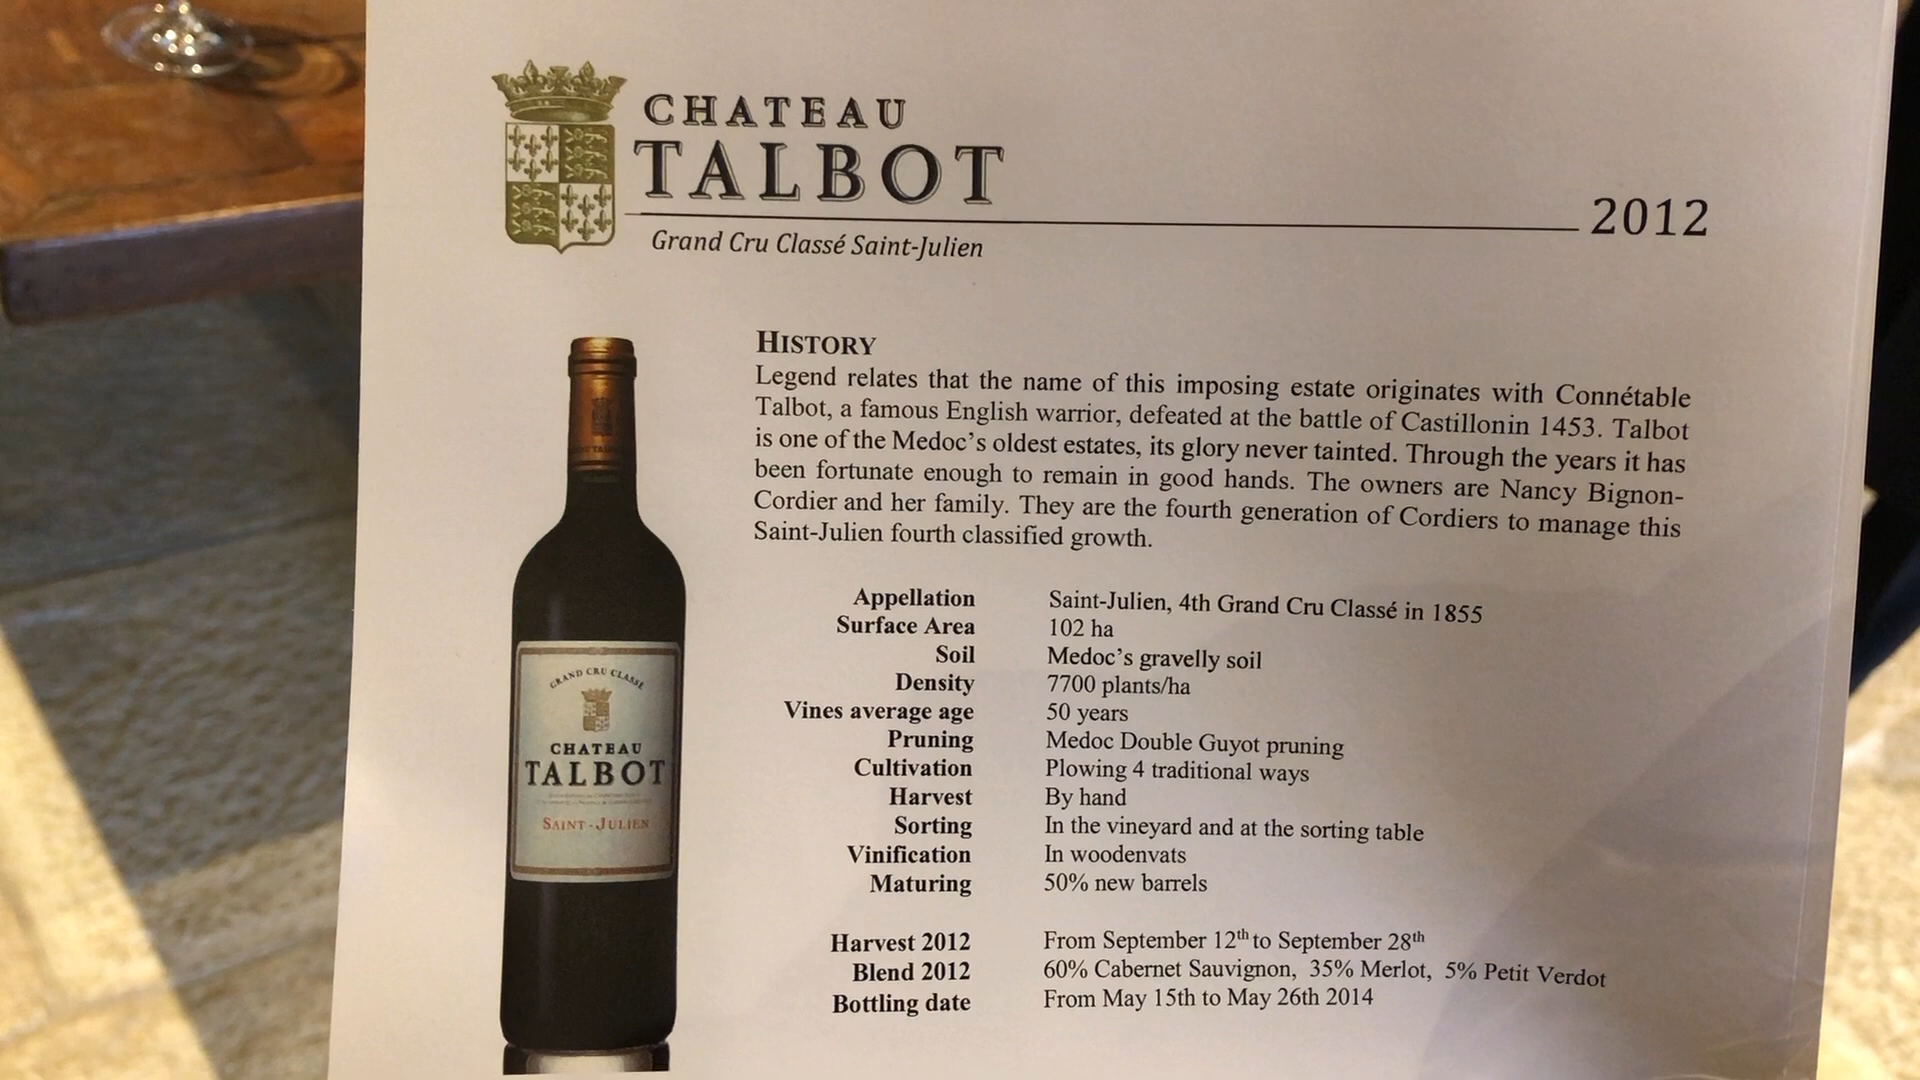 CHATEAU
TALBOT
2012
Grand Cru Classé Saint-Julien
HISTORY
Legend relates that the name of this imposing estate originates with Connétable
Talbot, a famous English warrior, defeated at the battle of Castillonin 1453. Talbot
is one of the Medoc's oldest estates, its glory never tainted. Through the years it has
been fortunate enough to remain in good hands. The owners are Nancy Bignon-
Cordier and her family. They are the fourth generation of Cordiers to manage this
Saint-Julien fourth classified growth.
Appellation Saint-Julien, 4th Grand Cru Classé in 1855
Surface Area 102 ha
Soil Medoc's gravelly soil
Density 7700 plants/ha
Vines average age 50 years
Pruning Medoc Double Guyot pruning
Cultivation Plowing 4 traditional ways
Harvest By hand
Sorting In the vineyard and at the sorting table
Vinification In woodenvats
Maturing 50% new barrels
Harvest 2012 From September 12th to September 28th
Blend 2012 60% Cabernet Sauvignon, 35% Merlot, 5% Petit Verdot
Bottling date From May 15th to May 26th 2014
GRAND CRU CLASSÉ
CHATEAU
TALBOT
SAINT-JULIEN